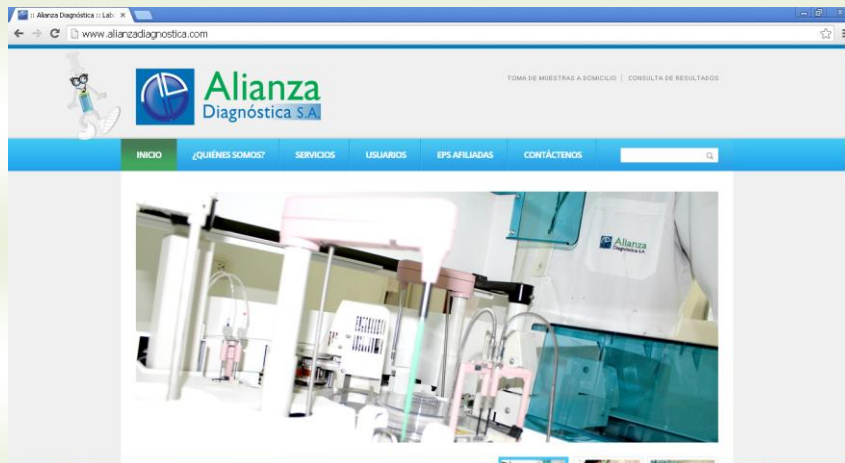 :: Alianza Diagnóstica :: Lab
www.alianzadiagnostica.com
Alianza
Diagnóstica S.A.
TOMA DE MUESTRAS A DOMICILIO | CONSULTA DE RESULTADOS
INICIO ¿QUIÉNES SOMOS? SERVICIOS USUARIOS EPS AFILIADAS CONTÁCTENOS
Alianza
Diagnóstica S.A.